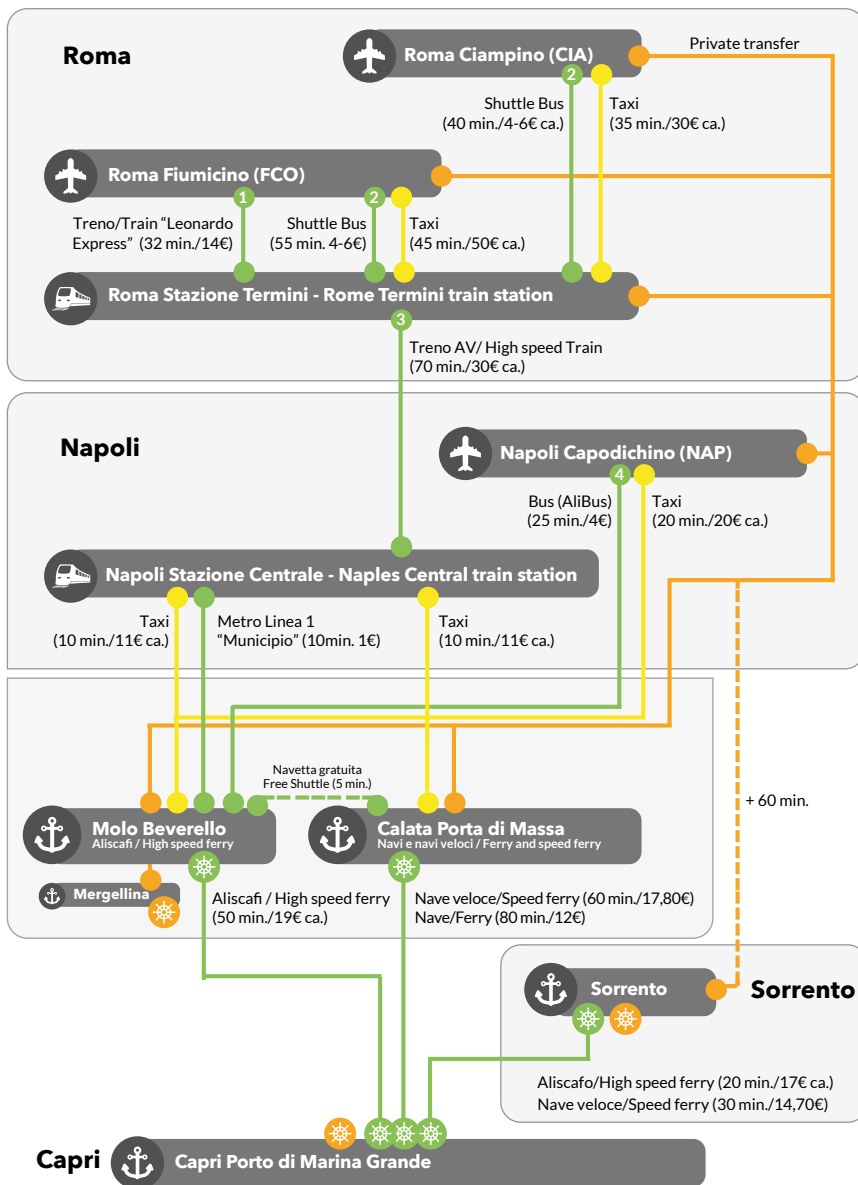 Roma
Roma Ciampino (CIA)
Private transfer
2
Shuttle Bus
(40 min./4-6€ ca.)
Taxi
(35 min./30€ ca.)
Roma Fiumicino (FCO)
1
2
Treno/Train “Leonardo
Express” (32 min./14€)
Shuttle Bus
(55 min. 4-6€)
Taxi
(45 min./50€ ca.)
Roma Stazione Termini - Rome Termini train station
3
Treno AV/ High speed Train
(70 min./30€ ca.)
Napoli
Napoli Capodichino (NAP)
4
Bus (AliBus)
(25 min./4€)
Taxi
(20 min./20€ ca.)
Napoli Stazione Centrale - Naples Central train station
Taxi
(10 min./11€ ca.)
Metro Linea 1
“Municipio” (10min. 1€)
Taxi
(10 min./11€ ca.)
Navetta gratuita
Free Shuttle (5 min.)
+ 60 min.
Molo Beverello
Aliscafi / High speed ferry
Calata Porta di Massa
Navi e navi veloci / Ferry and speed ferry
Mergellina
Aliscafi / High speed ferry
(50 min./19€ ca.)
Nave veloce/Speed ferry (60 min./17,80€)
Nave/Ferry (80 min./12€)
Sorrento
Sorrento
Aliscafo/High speed ferry (20 min./17€ ca.)
Nave veloce/Speed ferry (30 min./14,70€)
Capri
Capri Porto di Marina Grande